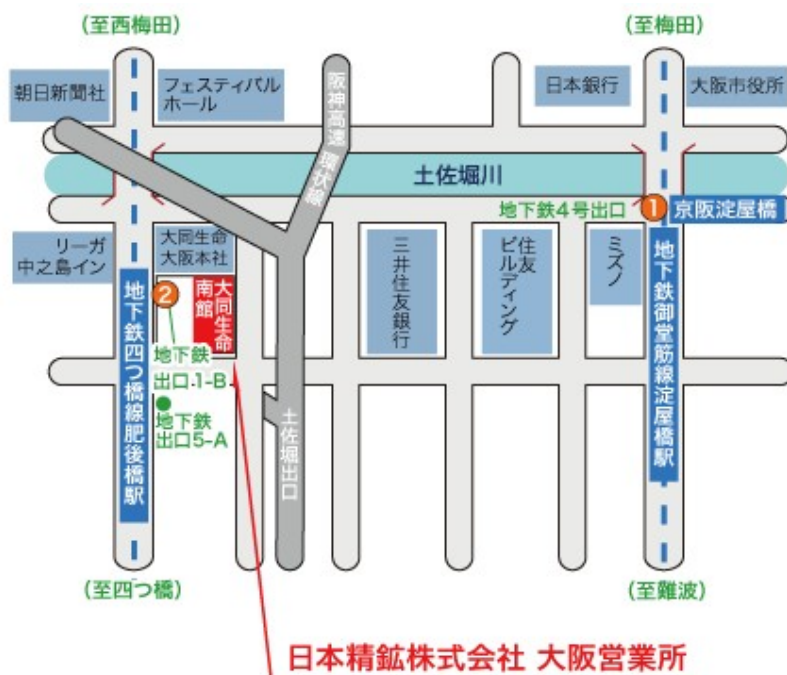 (至西梅田)
(至梅田)
朝日新聞社
フェスティバル
ホール
阪神高速 環状線
日本銀行
大阪市役所
土佐堀川
地下鉄4号出口
1
京阪淀屋橋
リーガ
中之島イン
大同生命
大阪本社
三井住友銀行
住友
ビルディング
ミズノ
2
大同生命
南館
地下鉄四つ橋線肥後橋駅
地下鉄御堂筋線淀屋橋駅
地下鉄
出口1-B
地下鉄
出口5-A
土佐堀出口
(至四つ橋)
(至難波)
日本精鉱株式会社 大阪営業所